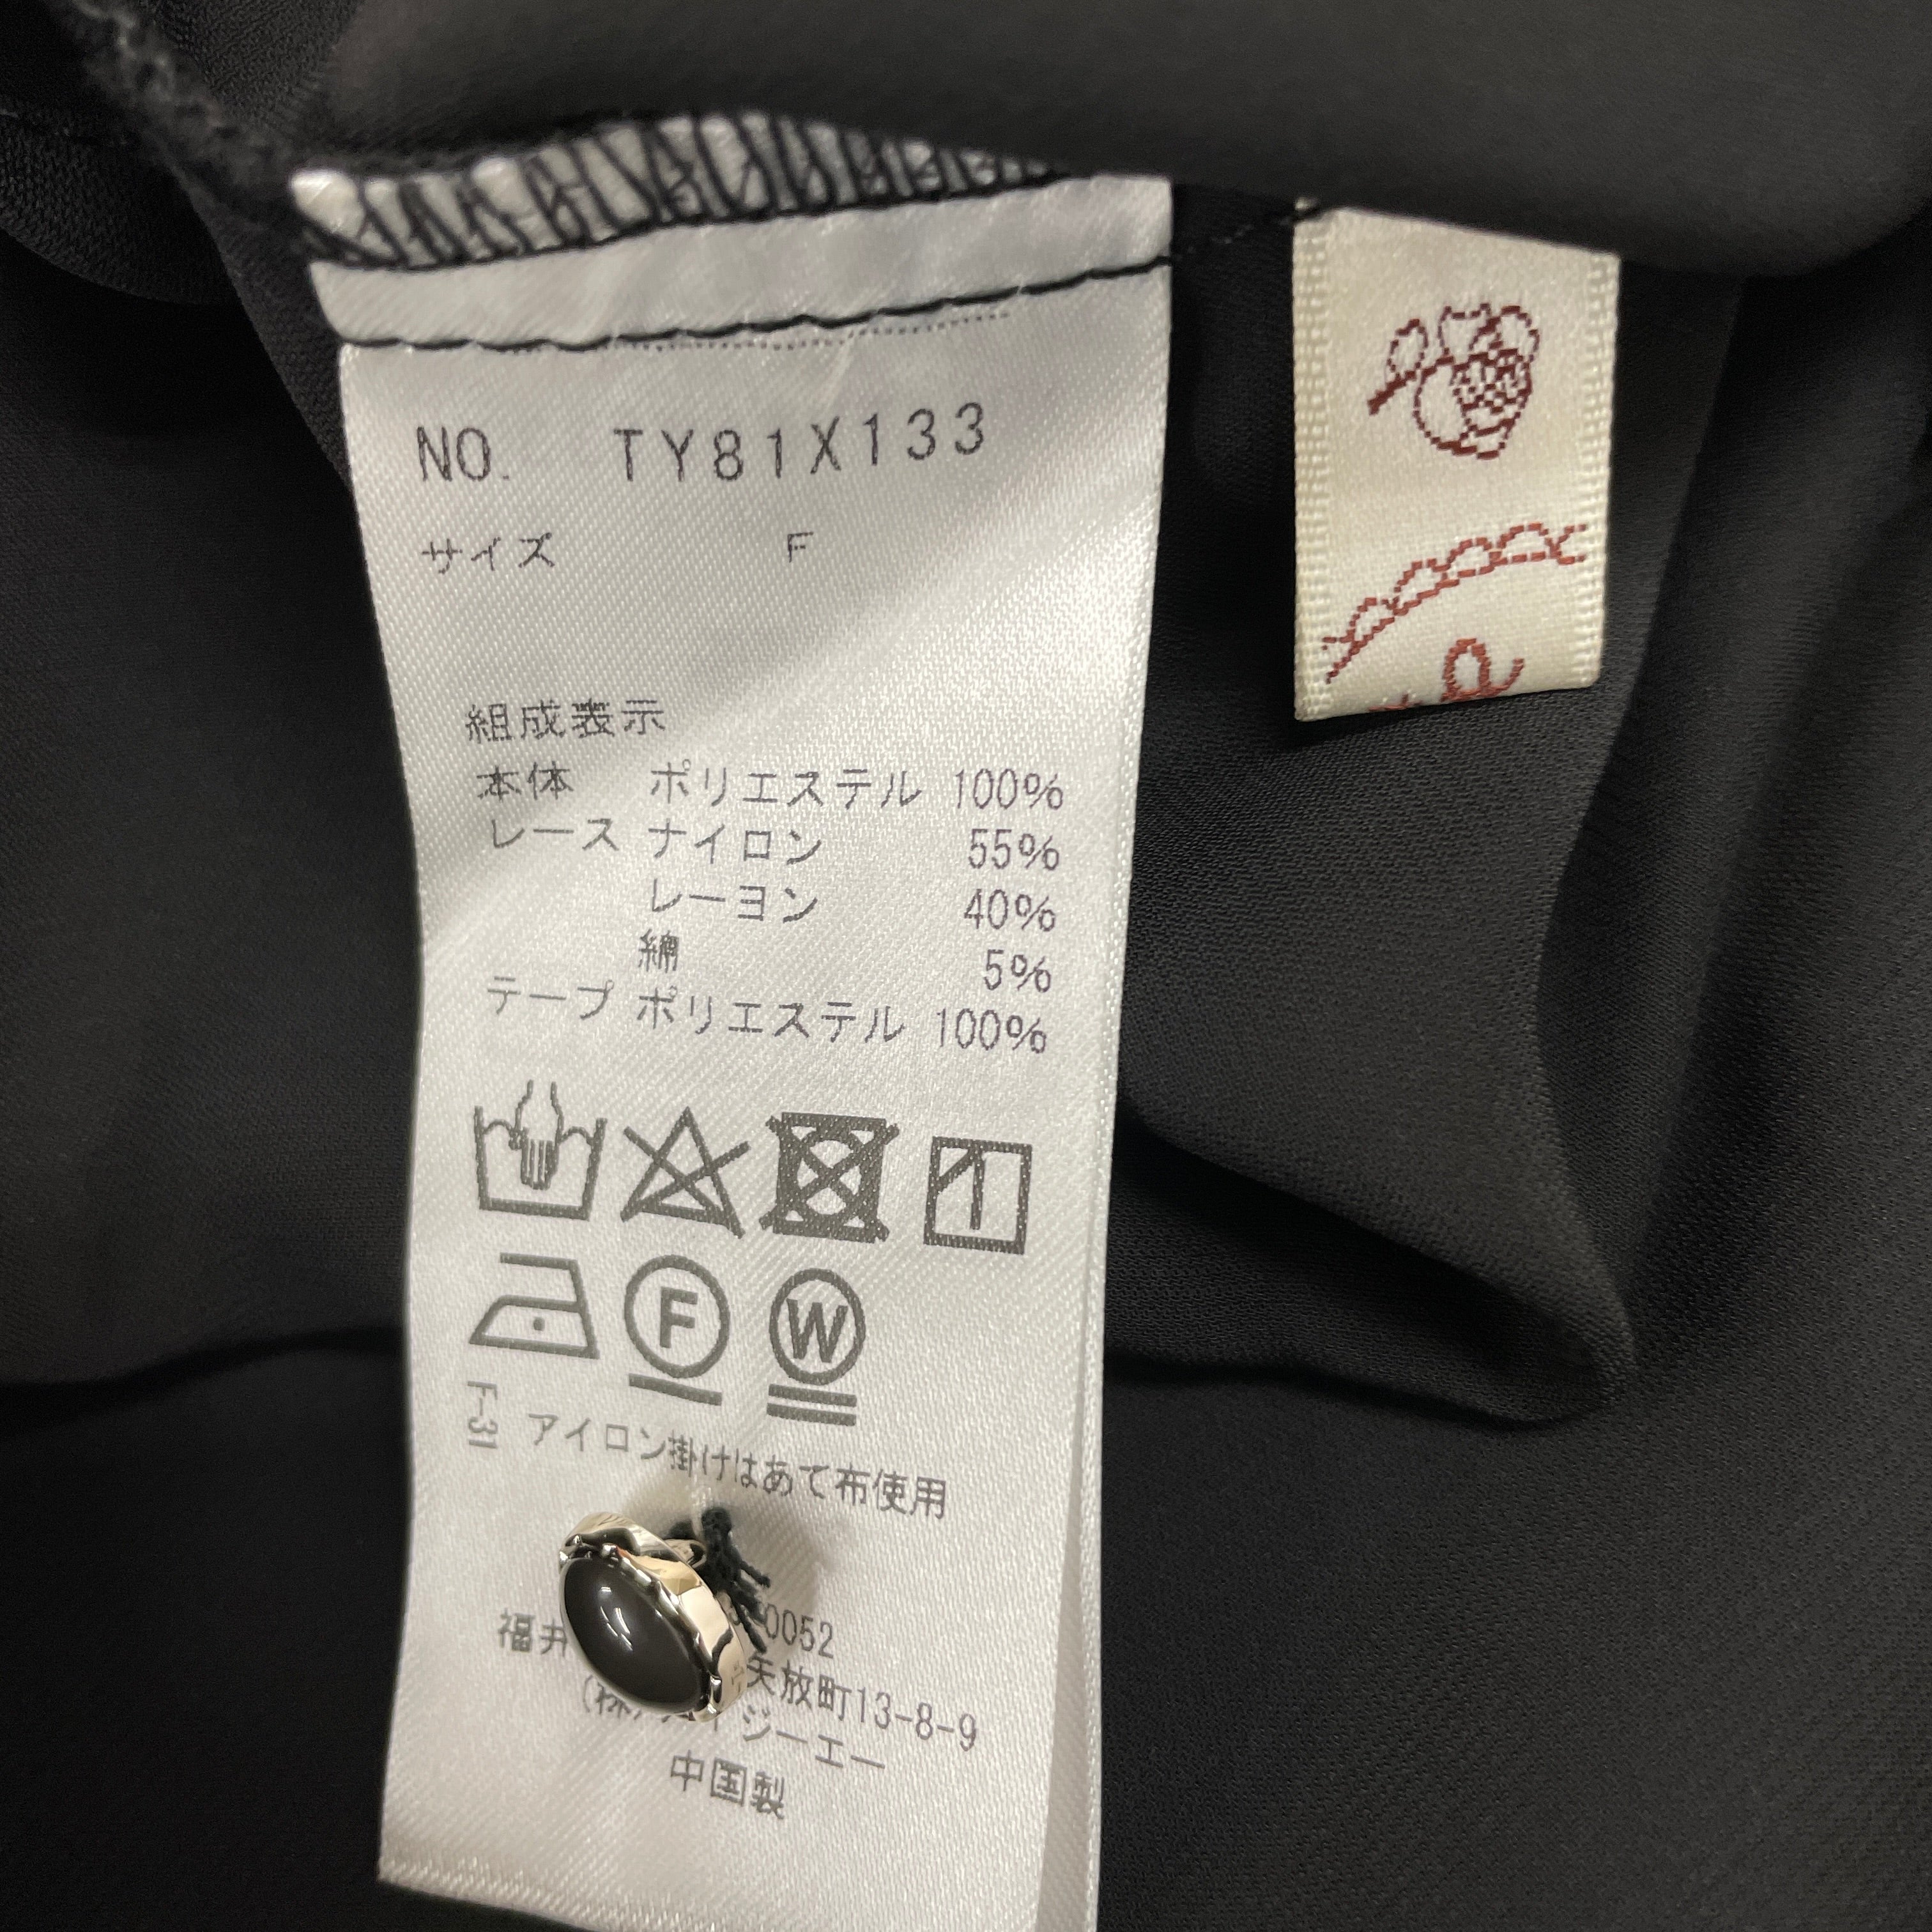 NO. TY81X133
サイズ F
組成表示
本体 ポリエステル 100%
レース ナイロン 55%
レーヨン 40%
綿 5%
テープ ポリエステル 100%
F W
F-31 アイロン掛けはあて布使用
0052
福井 矢放町13-8-9
ジーエー
中国製
e